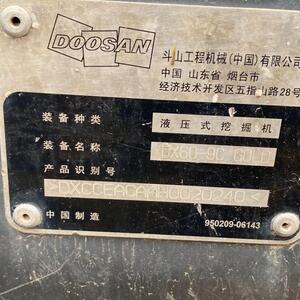 DOOSAN
斗山工程机械(中国)有限公司
中国 山东省 烟台市
经济技术开发区五指山路28号
装备种类 液压式挖掘机
装备名称 DX60-9C GOLD
产品识别号
中国制造
950209-06143